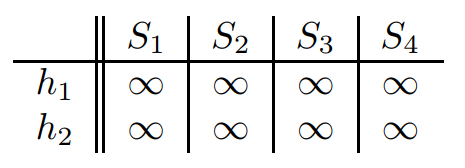 S₁ S₂ S₃ S₄
h₁ ∞ ∞ ∞ ∞
h₂ ∞ ∞ ∞ ∞